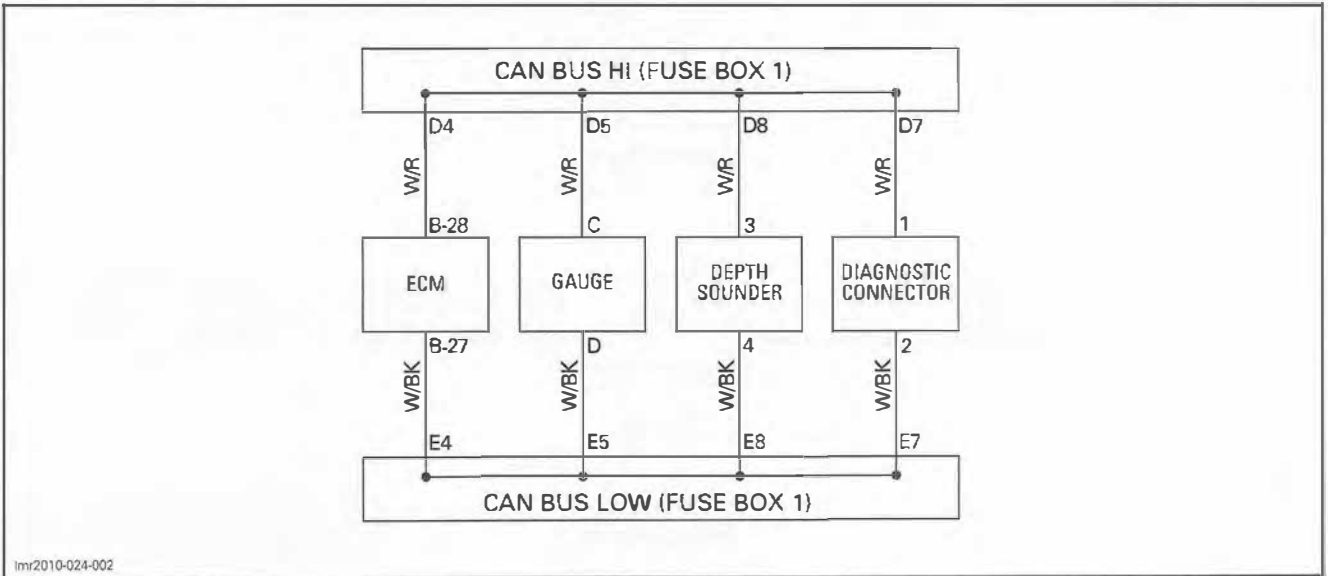 CAN BUS HI (FUSE BOX 1)
D4 D5 D8 D7
W/R W/R W/R W/R
B-28 C 3 1
ECM GAUGE DEPTH SOUNDER DIAGNOSTIC CONNECTOR
B-27 D 4 2
W/BK W/BK W/BK W/BK
E4 E5 E8 E7
CAN BUS LOW (FUSE BOX 1)
lmr2010-024-002